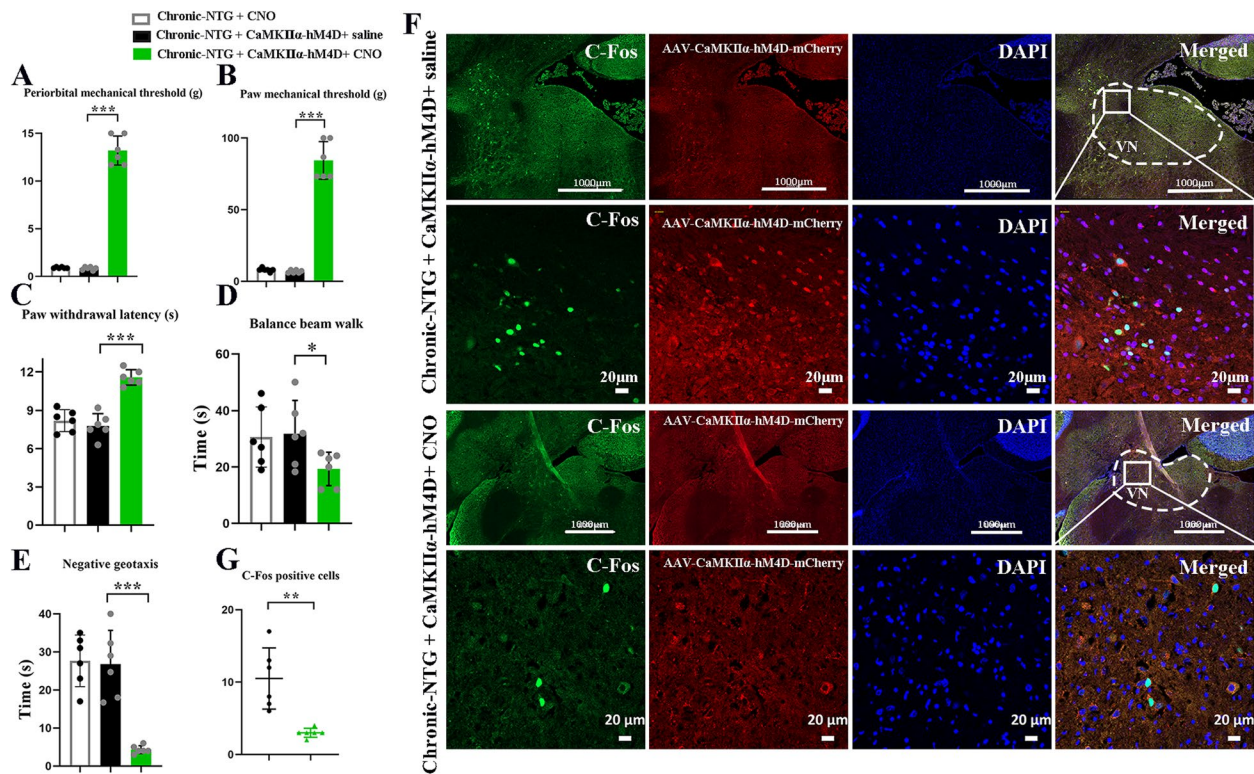 Chronic-NTG + CNO
Chronic-NTG + CaMKIIα-hM4D+ saline
Chronic-NTG + CaMKIIα-hM4D+ CNO
A
Periorbital mechanical threshold (g)
***
15
10
5
0
B
Paw mechanical threshold (g)
***
100
50
0
C
Paw withdrawal latency (s)
***
12
9
6
3
0
D
Balance beam walk
*
Time (s)
60
40
20
0
E
Negative geotaxis
***
Time (s)
40
30
20
10
0
G
C-Fos positive cells
**
20
10
0
F
Chronic-NTG + CaMKIIα-hM4D+ saline
C-Fos
AAV-CaMKIIα-hM4D-mCherry
DAPI
Merged
VN
1000μm
1000μm
1000μm
1000μm
C-Fos
AAV-CaMKIIα-hM4D-mCherry
DAPI
Merged
20μm
20μm
20μm
20μm
Chronic-NTG + CaMKIIα-hM4D+ CNO
C-Fos
AAV-CaMKIIα-hM4D-mCherry
DAPI
Merged
VN
1000μm
1000μm
1000μm
1000μm
C-Fos
AAV-CaMKIIα-hM4D-mCherry
DAPI
Merged
20 μm
20 μm
20 μm
20 μm